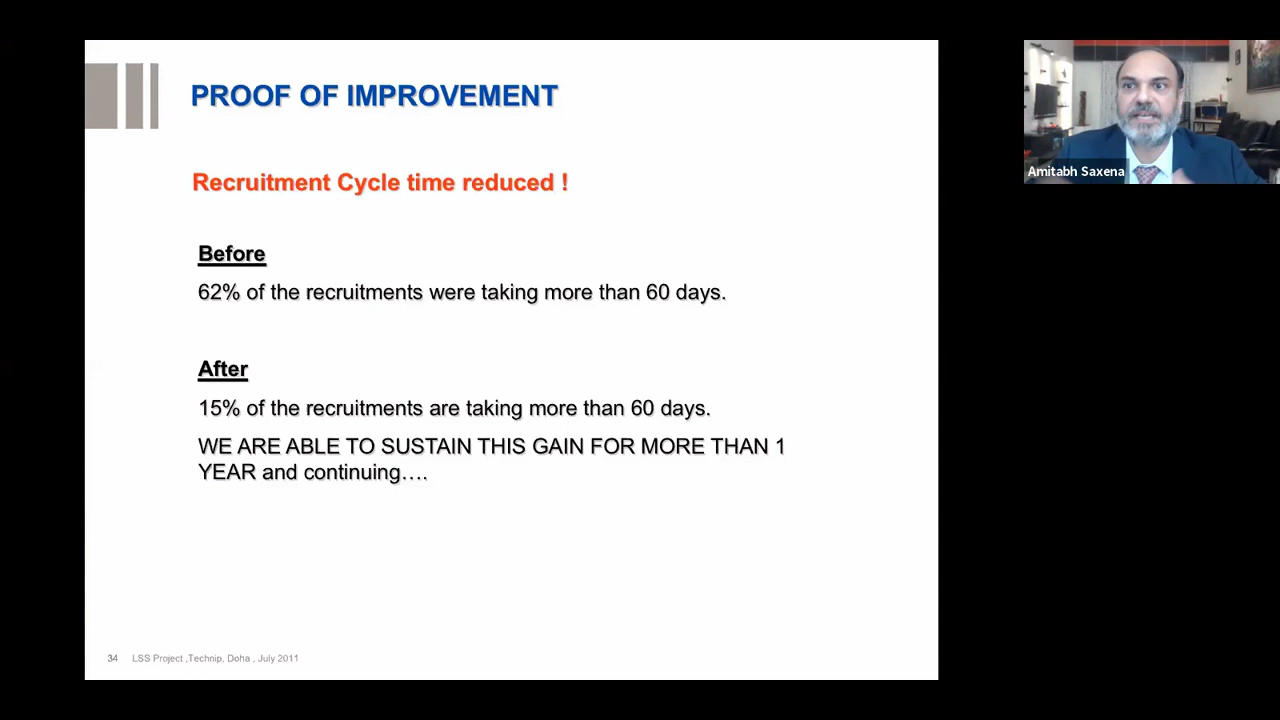 PROOF OF IMPROVEMENT
Recruitment Cycle time reduced !
Before
62% of the recruitments were taking more than 60 days.
After
15% of the recruitments are taking more than 60 days.
WE ARE ABLE TO SUSTAIN THIS GAIN FOR MORE THAN 1
YEAR and continuing….
34 LSS Project ,Technip, Doha , July 2011
Amitabh Saxena